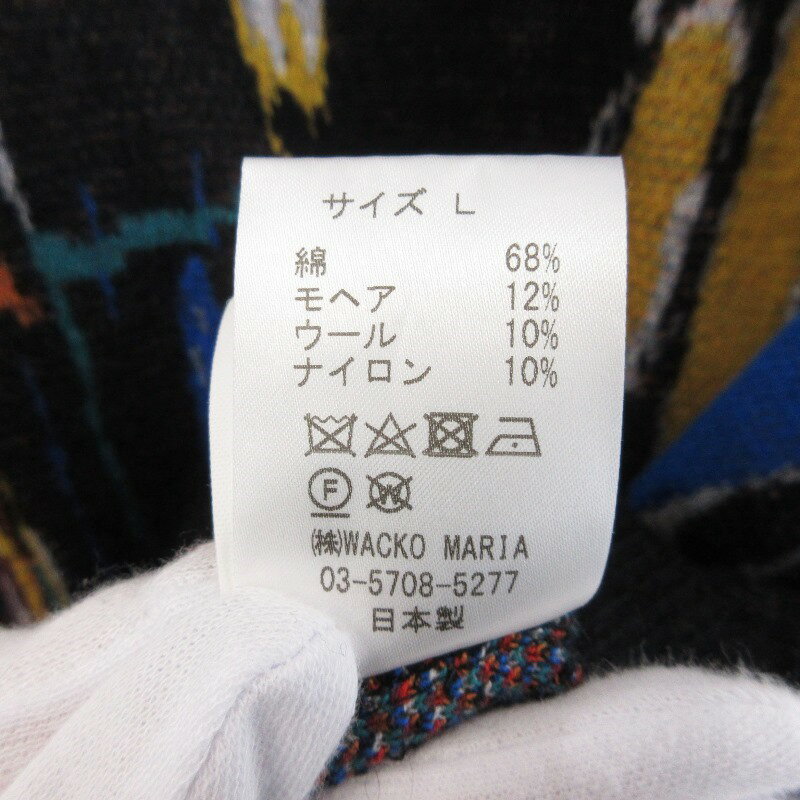 サイズ L
綿 68%
モヘア 12%
ウール 10%
ナイロン 10%
F W
㈱WACKO MARIA
03-5708-5277
日本製